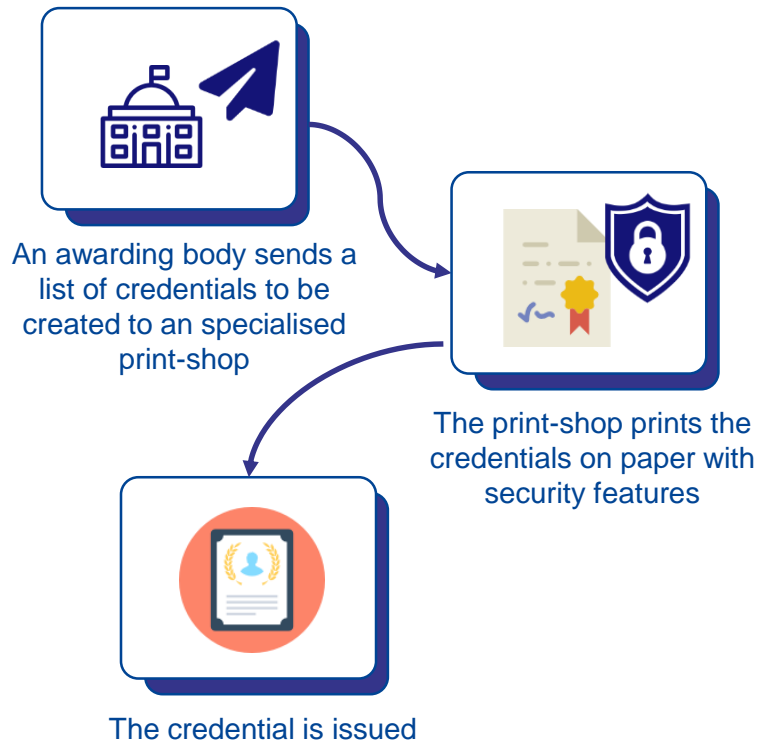 An awarding body sends a
list of credentials to be
created to an specialised
print-shop
The print-shop prints the
credentials on paper with
security features
The credential is issued